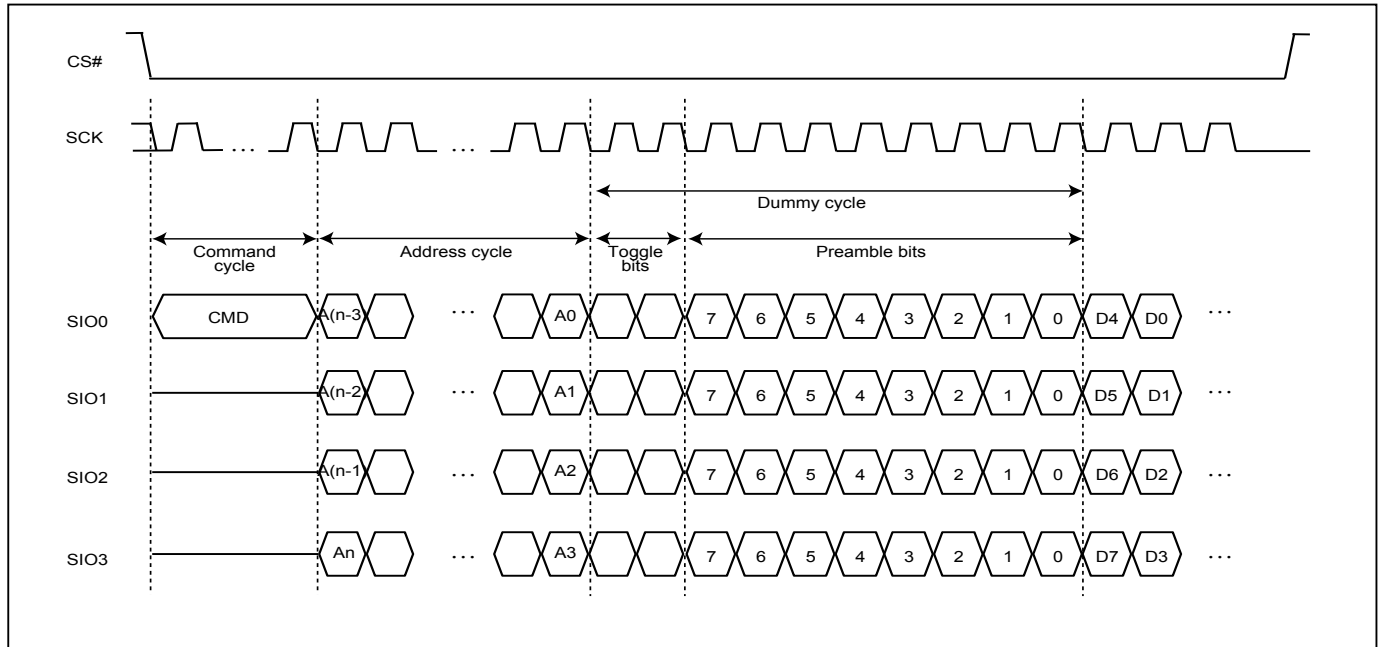 CS#
SCK
…
…
Dummy cycle
Command
cycle
Address cycle
Toggle
bits
Preamble bits
SIO0
CMD
A(n-3)
…
A0
7 6 5 4 3 2 1 0
D4 D0
…
SIO1
A(n-2)
…
A1
7 6 5 4 3 2 1 0
D5 D1
…
SIO2
A(n-1)
…
A2
7 6 5 4 3 2 1 0
D6 D2
…
SIO3
An
…
A3
7 6 5 4 3 2 1 0
D7 D3
…